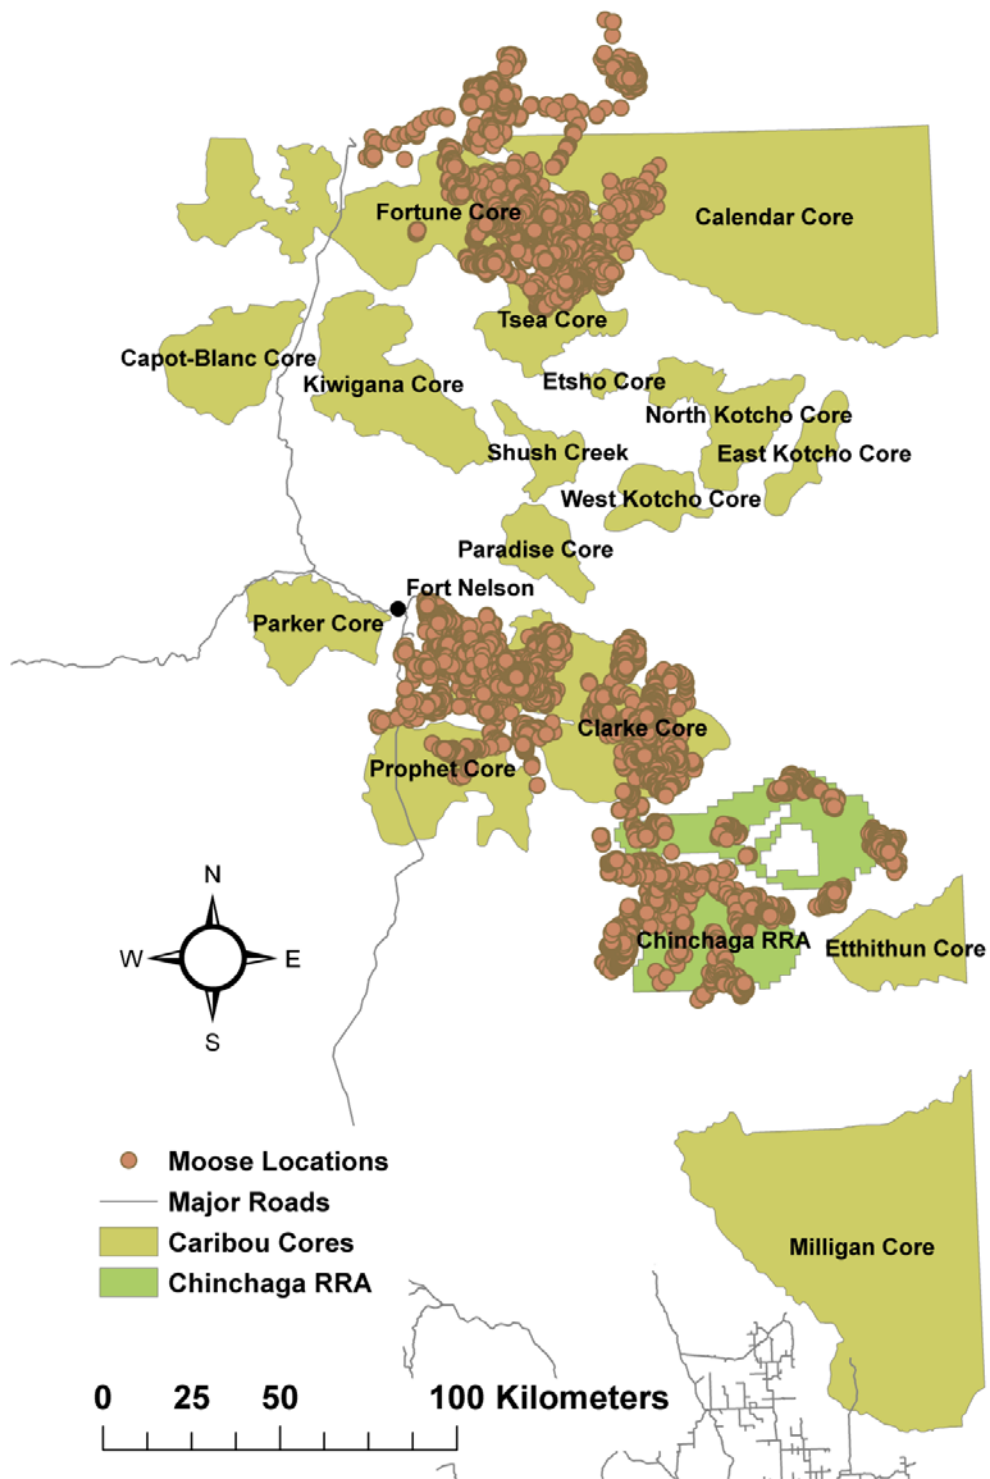 Fortune Core
Calendar Core
Tsea Core
Capot-Blanc Core
Kiwigana Core
Etsho Core
North Kotcho Core
Shush Creek
East Kotcho Core
West Kotcho Core
Paradise Core
Fort Nelson
Parker Core
Clarke Core
Prophet Core
N
W
E
S
Chinchaga RRA
Etthithun Core
Moose Locations
Major Roads
Caribou Cores
Chinchaga RRA
Milligan Core
0 25 50 100 Kilometers